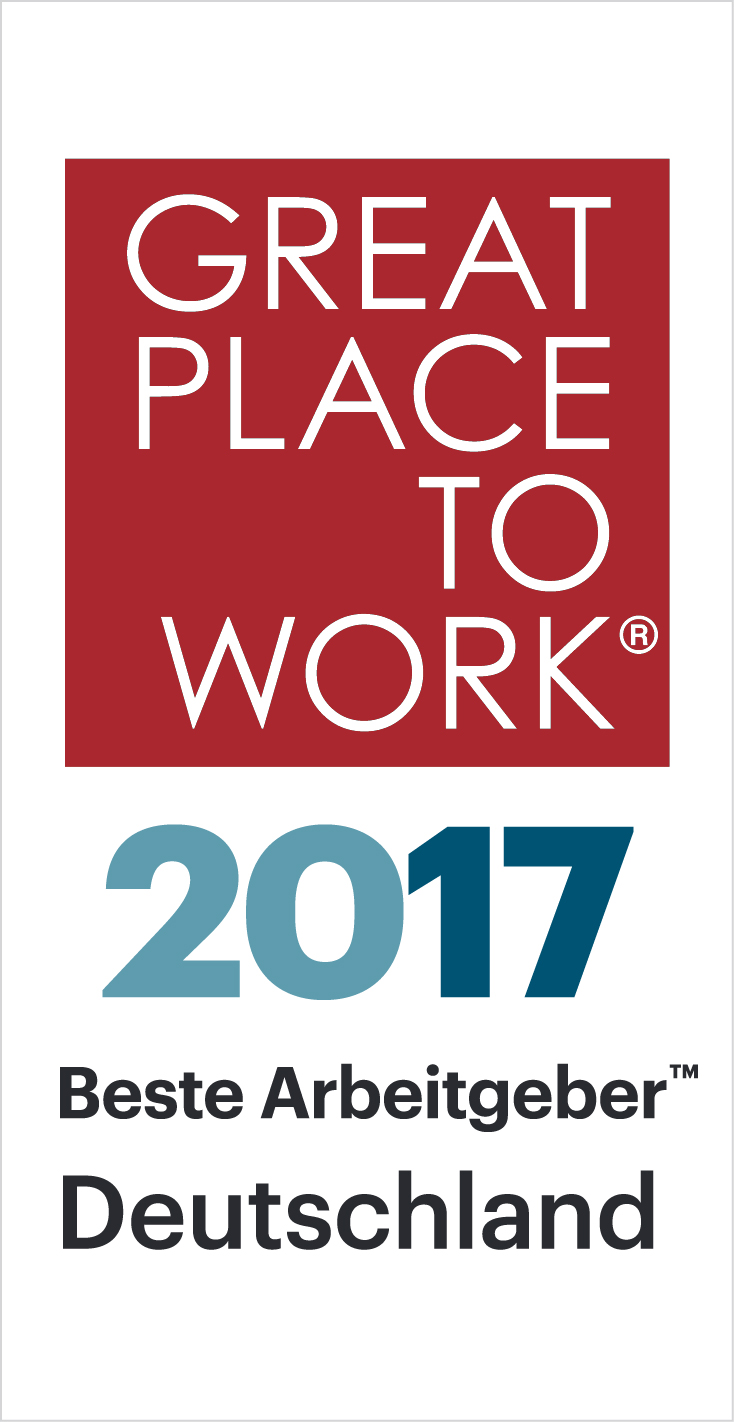 GREAT
PLACE
TO
WORK®
2017
Beste Arbeitgeber™
Deutschland